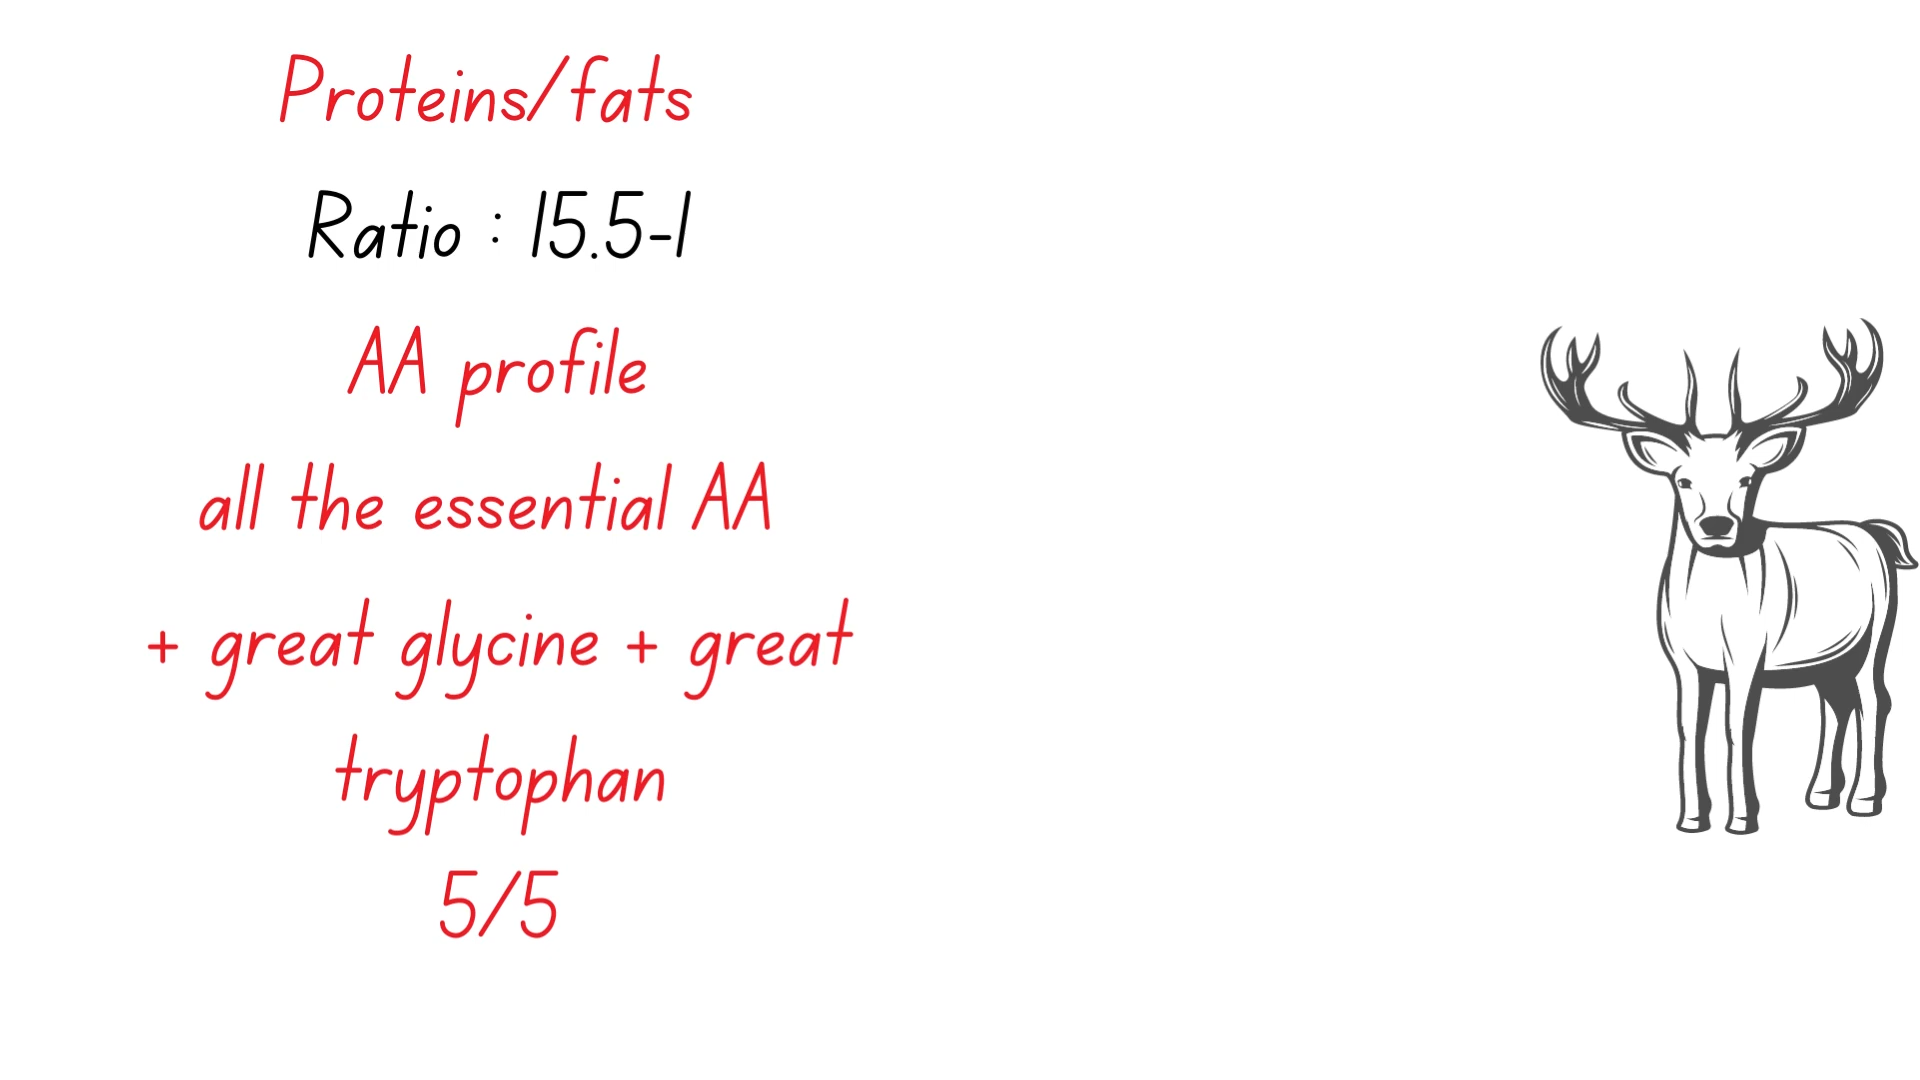 Proteins/fats
Ratio : 15.5-1
AA profile
all the essential AA
+ great glycine + great
tryptophan
5/5